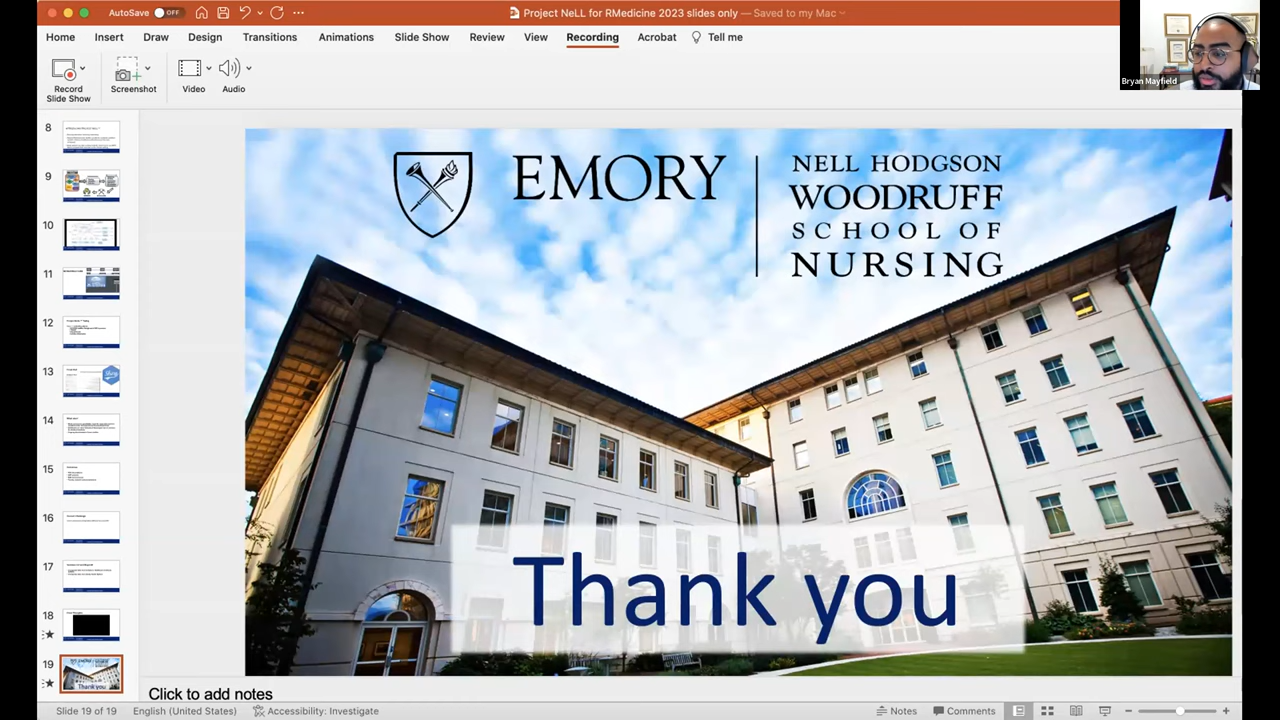 AutoSave OFF
Project NeLL for RMedicine 2023 slides only — Saved to my Mac
Home Insert Draw Design Transitions Animations Slide Show Review View Recording Acrobat Tell me
Bryan Mayfield
Record
Slide Show
Screenshot
Video
Audio
8
9
10
11
12
13
14
15
16
17
18
19
EMORY
NELL HODGSON
WOODRUFF
SCHOOL OF
NURSING
Thank you
Click to add notes
Slide 19 of 19 English (United States) Accessibility: Investigate Notes Comments